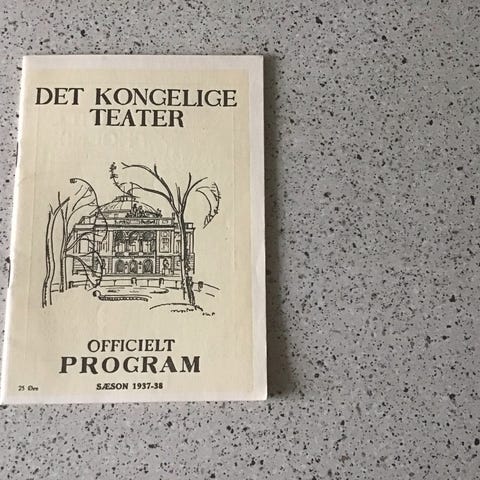 DET KONGELIGE
TEATER
OFFICIELT
PROGRAM
SÆSON 1937-38
25 Øre